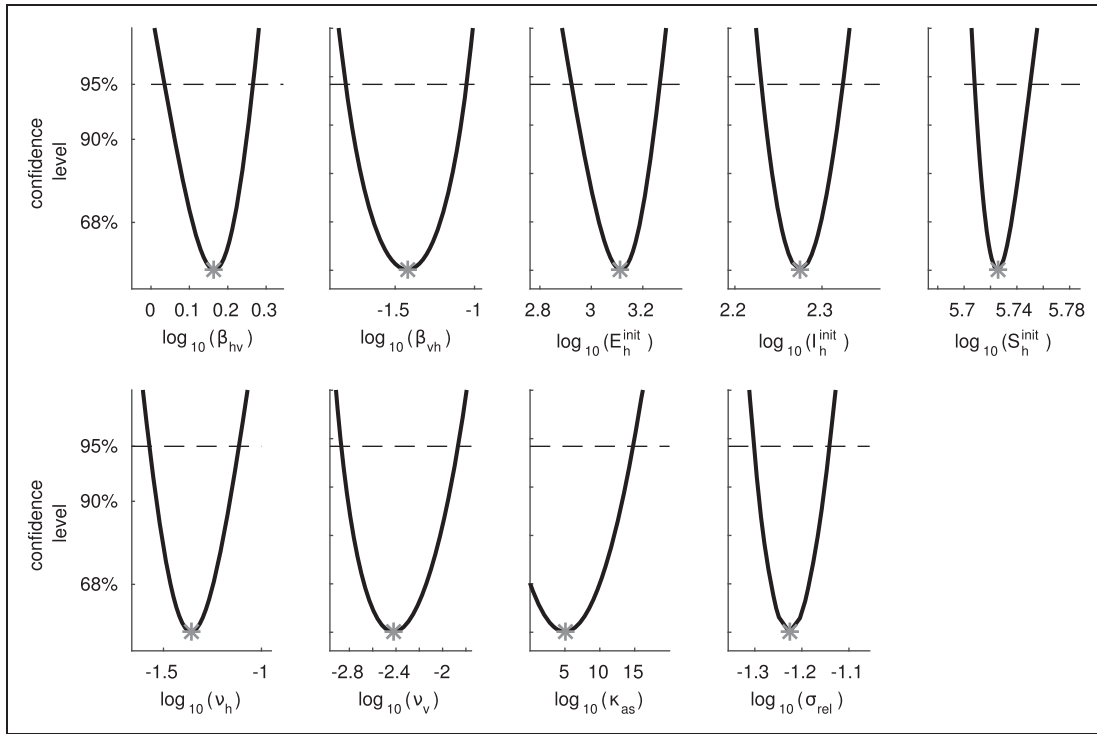 95%
90%
68%
confidence
level
0 0.1 0.2 0.3
log10(βhv)
-1.5 -1
log10(βvh)
2.8 3 3.2
log10(Ehinit)
2.2 2.3
log10(Ihinit)
5.7 5.74 5.78
log10(Shinit)
95%
90%
68%
confidence
level
-1.5 -1
log10(νh)
-2.8 -2.4 -2
log10(νv)
5 10 15
log10(κas)
-1.3 -1.2 -1.1
log10(σrel)